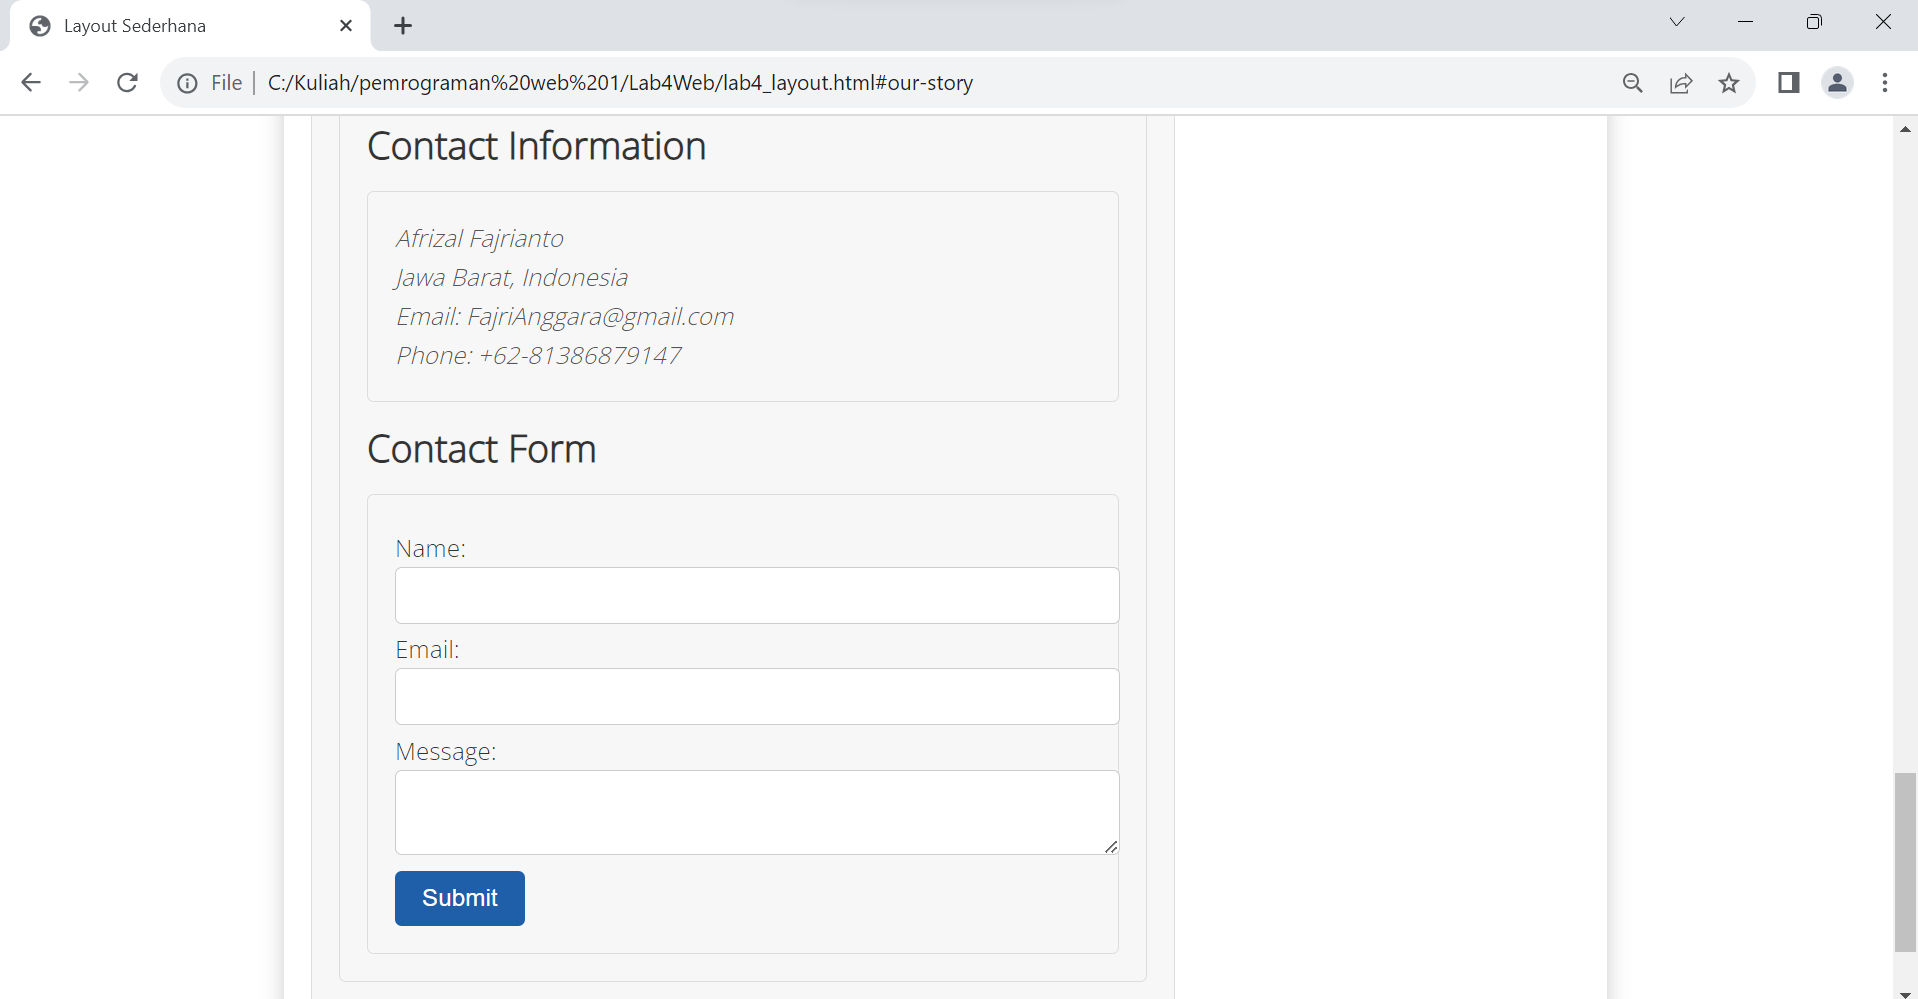 Layout Sederhana
File
C:/Kuliah/pemrograman%20web%201/Lab4Web/lab4_layout.html#our-story
Contact Information
Afrizal Fajrianto
Jawa Barat, Indonesia
Email: FajriAnggara@gmail.com
Phone: +62-81386879147
Contact Form
Name:
Email:
Message:
Submit